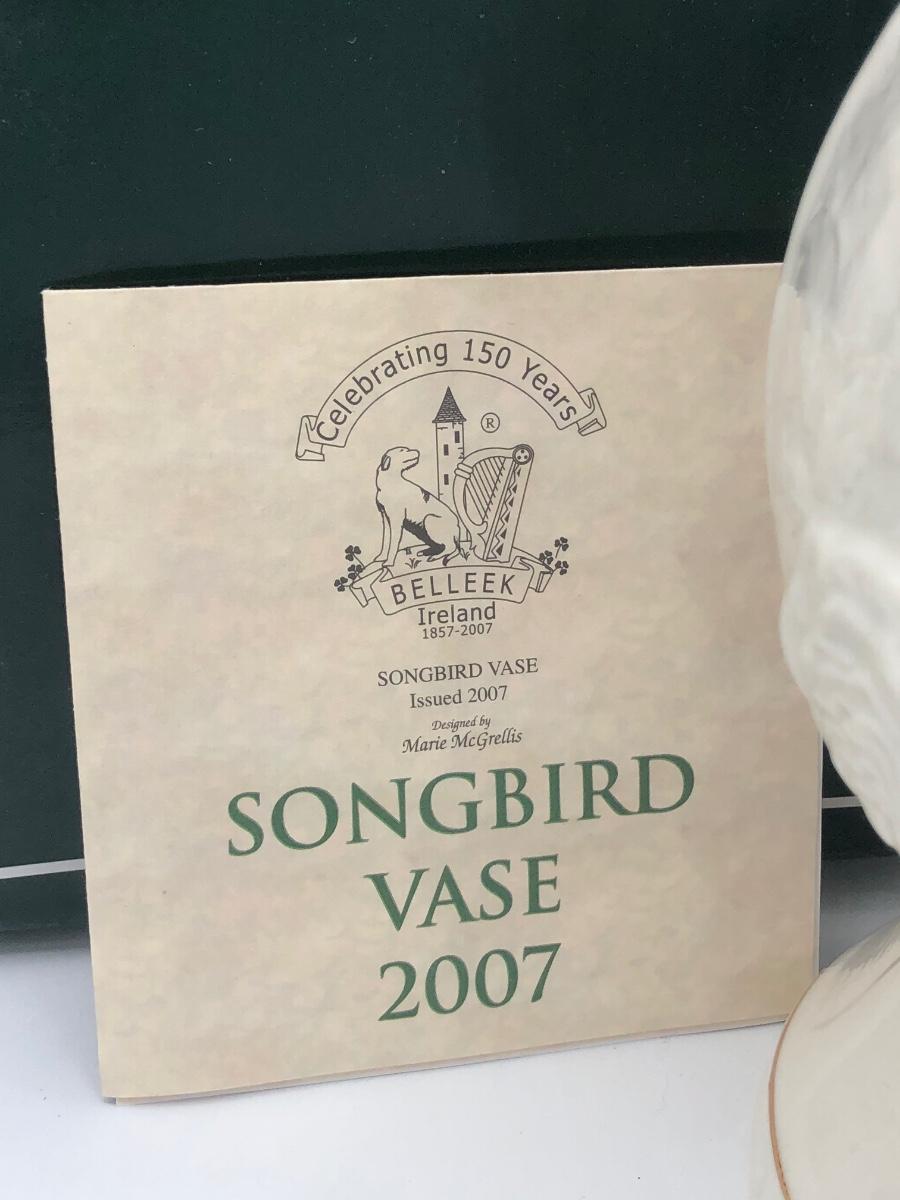 Celebrating 150 Years
®
BELLEEK
Ireland
1857-2007
SONGBIRD VASE
Issued 2007
Designed by
Marie McGrellis
SONGBIRD
VASE
2007